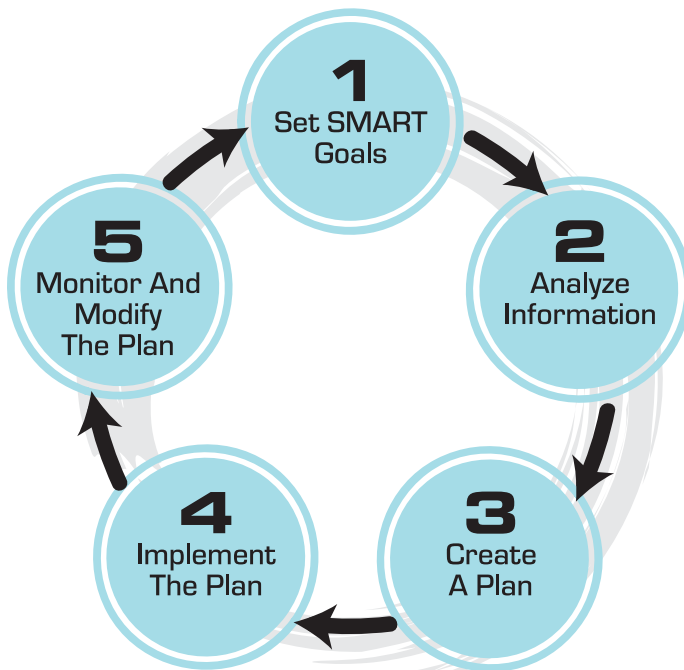 1
Set SMART
Goals
2
Analyze
Information
3
Create
A Plan
4
Implement
The Plan
5
Monitor And
Modify
The Plan